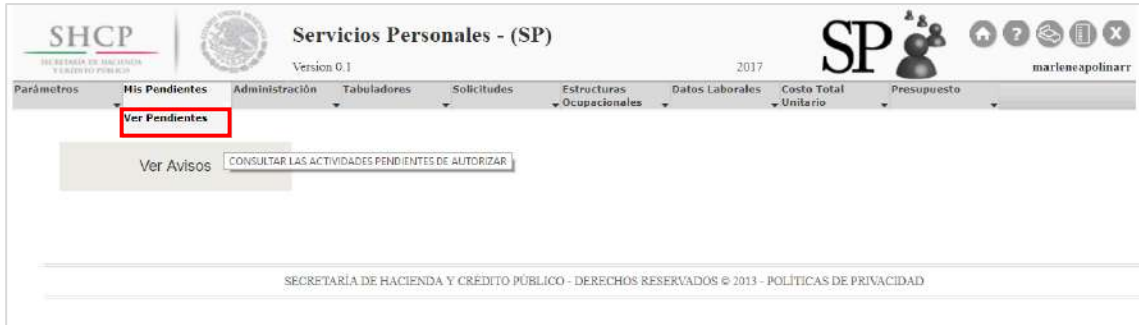 SHCP
SECRETARÍA DE HACIENDA
Y CRÉDITO PÚBLICO
Servicios Personales - (SP)
Version 0.1
2017
SP
marleneapolinarr
Parámetros Mis Pendientes Administración Tabuladores Solicitudes Estructuras Ocupacionales Datos Laborales Costo Total Unitario Presupuesto
Ver Pendientes
Ver Avisos
CONSULTAR LAS ACTIVIDADES PENDIENTES DE AUTORIZAR
SECRETARÍA DE HACIENDA Y CRÉDITO PÚBLICO - DERECHOS RESERVADOS © 2013 - POLÍTICAS DE PRIVACIDAD